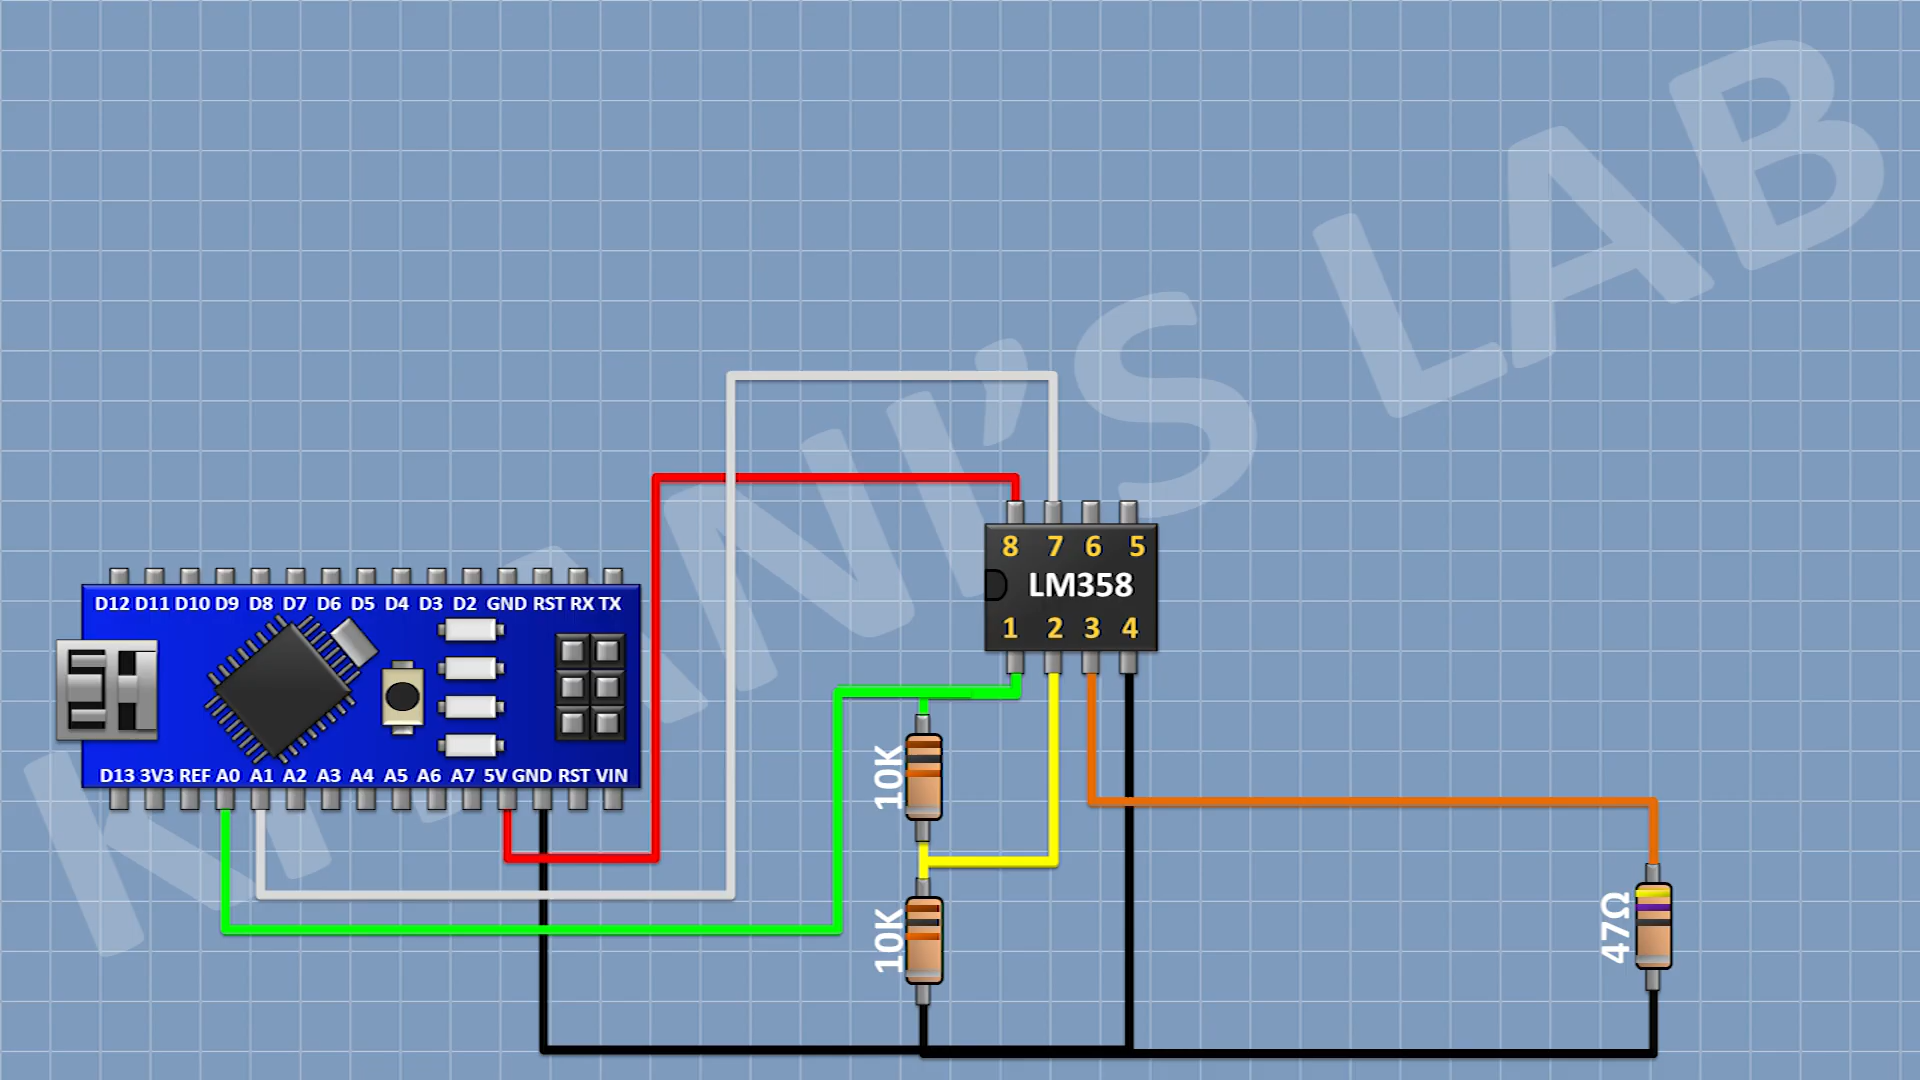 KHANI'S LAB
8 7 6 5
LM358
1 2 3 4
D12 D11 D10 D9 D8 D7 D6 D5 D4 D3 D2 GND RST RX TX
D13 3V3 REF A0 A1 A2 A3 A4 A5 A6 A7 5V GND RST VIN
10K
10K
47Ω